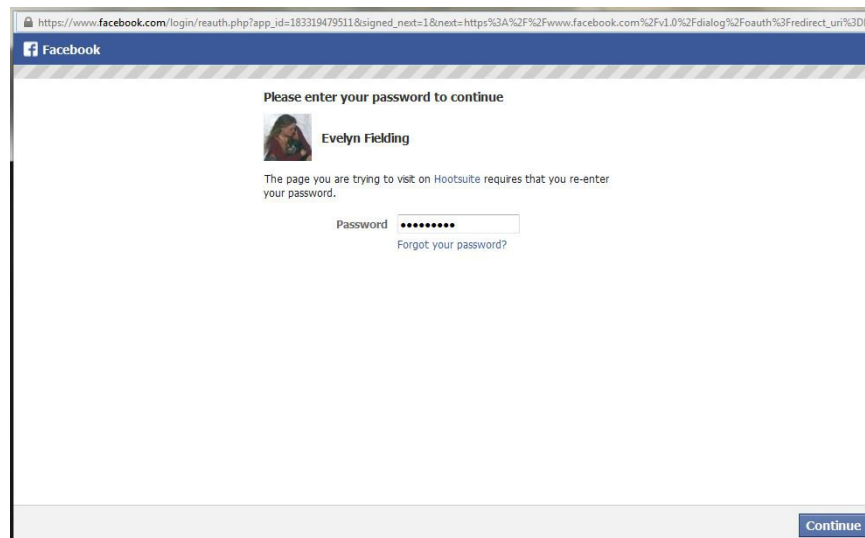 https://www.facebook.com/login/reauth.php?app_id=183319479511&signed_next=1&next=https%3A%2F%2Fwww.facebook.com%2Fv1.0%2Fdialog%2Foauth%3Fredirect_uri%3D
Facebook
Please enter your password to continue
Evelyn Fielding
The page you are trying to visit on Hootsuite requires that you re-enter
your password.
Password •••••••••
Forgot your password?
Continue